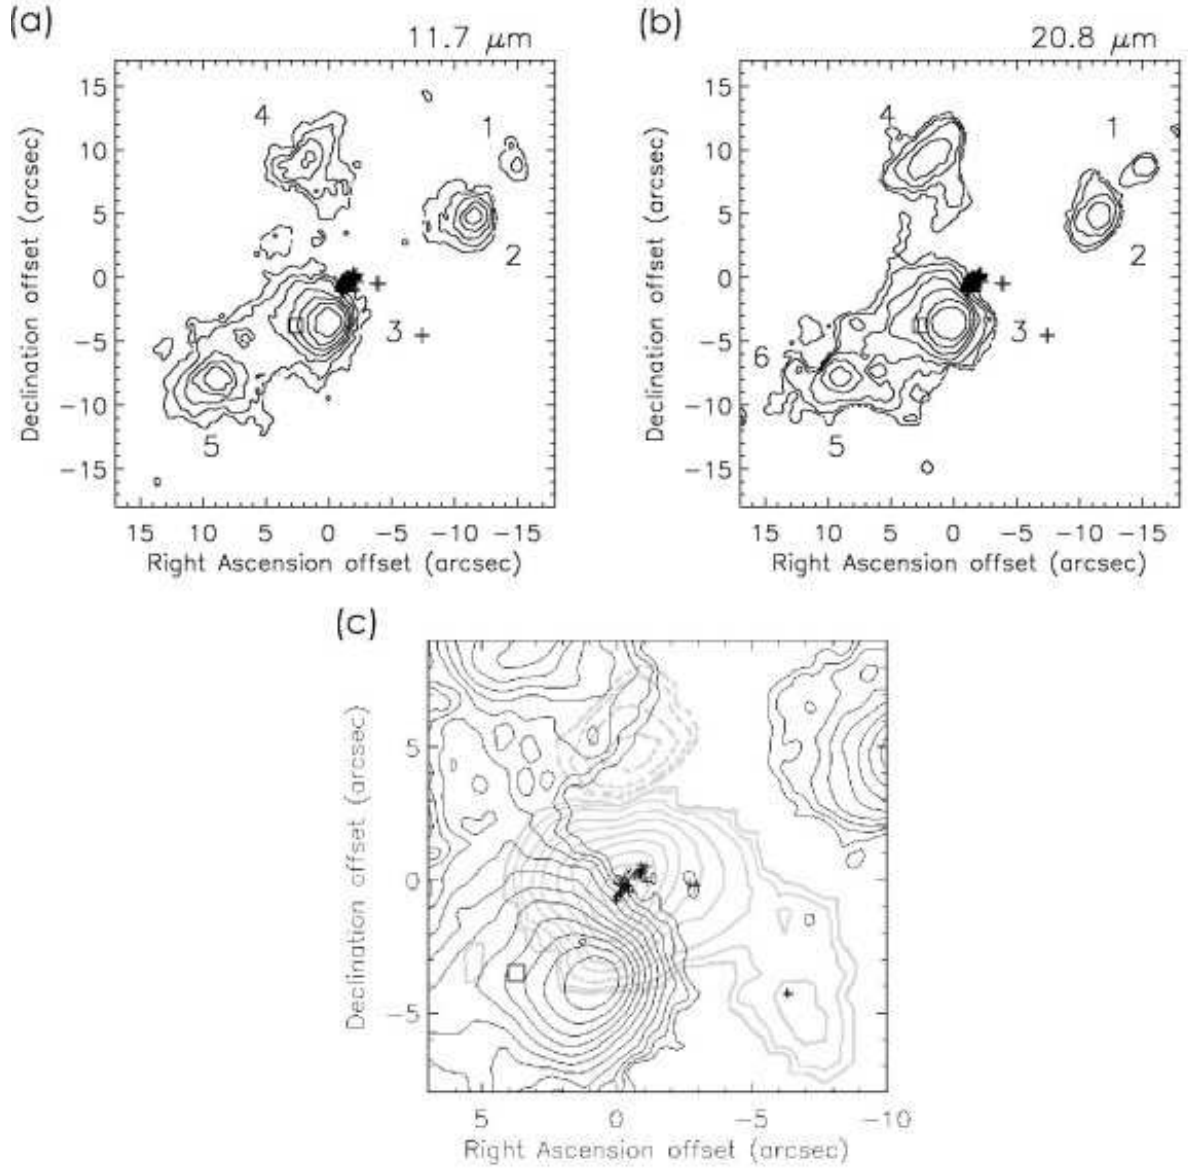 (a)
11.7 μm
15
10
5
0
−5
−10
−15
Declination offset (arcsec)
4
1
2
3
5
15 10 5 0 −5 −10 −15
Right Ascension offset (arcsec)
(b)
20.8 μm
15
10
5
0
−5
−10
−15
Declination offset (arcsec)
4
1
2
3
6
5
15 10 5 0 −5 −10 −15
Right Ascension offset (arcsec)
(c)
5
0
−5
Declination offset (arcsec)
5 0 −5 −10
Right Ascension offset (arcsec)